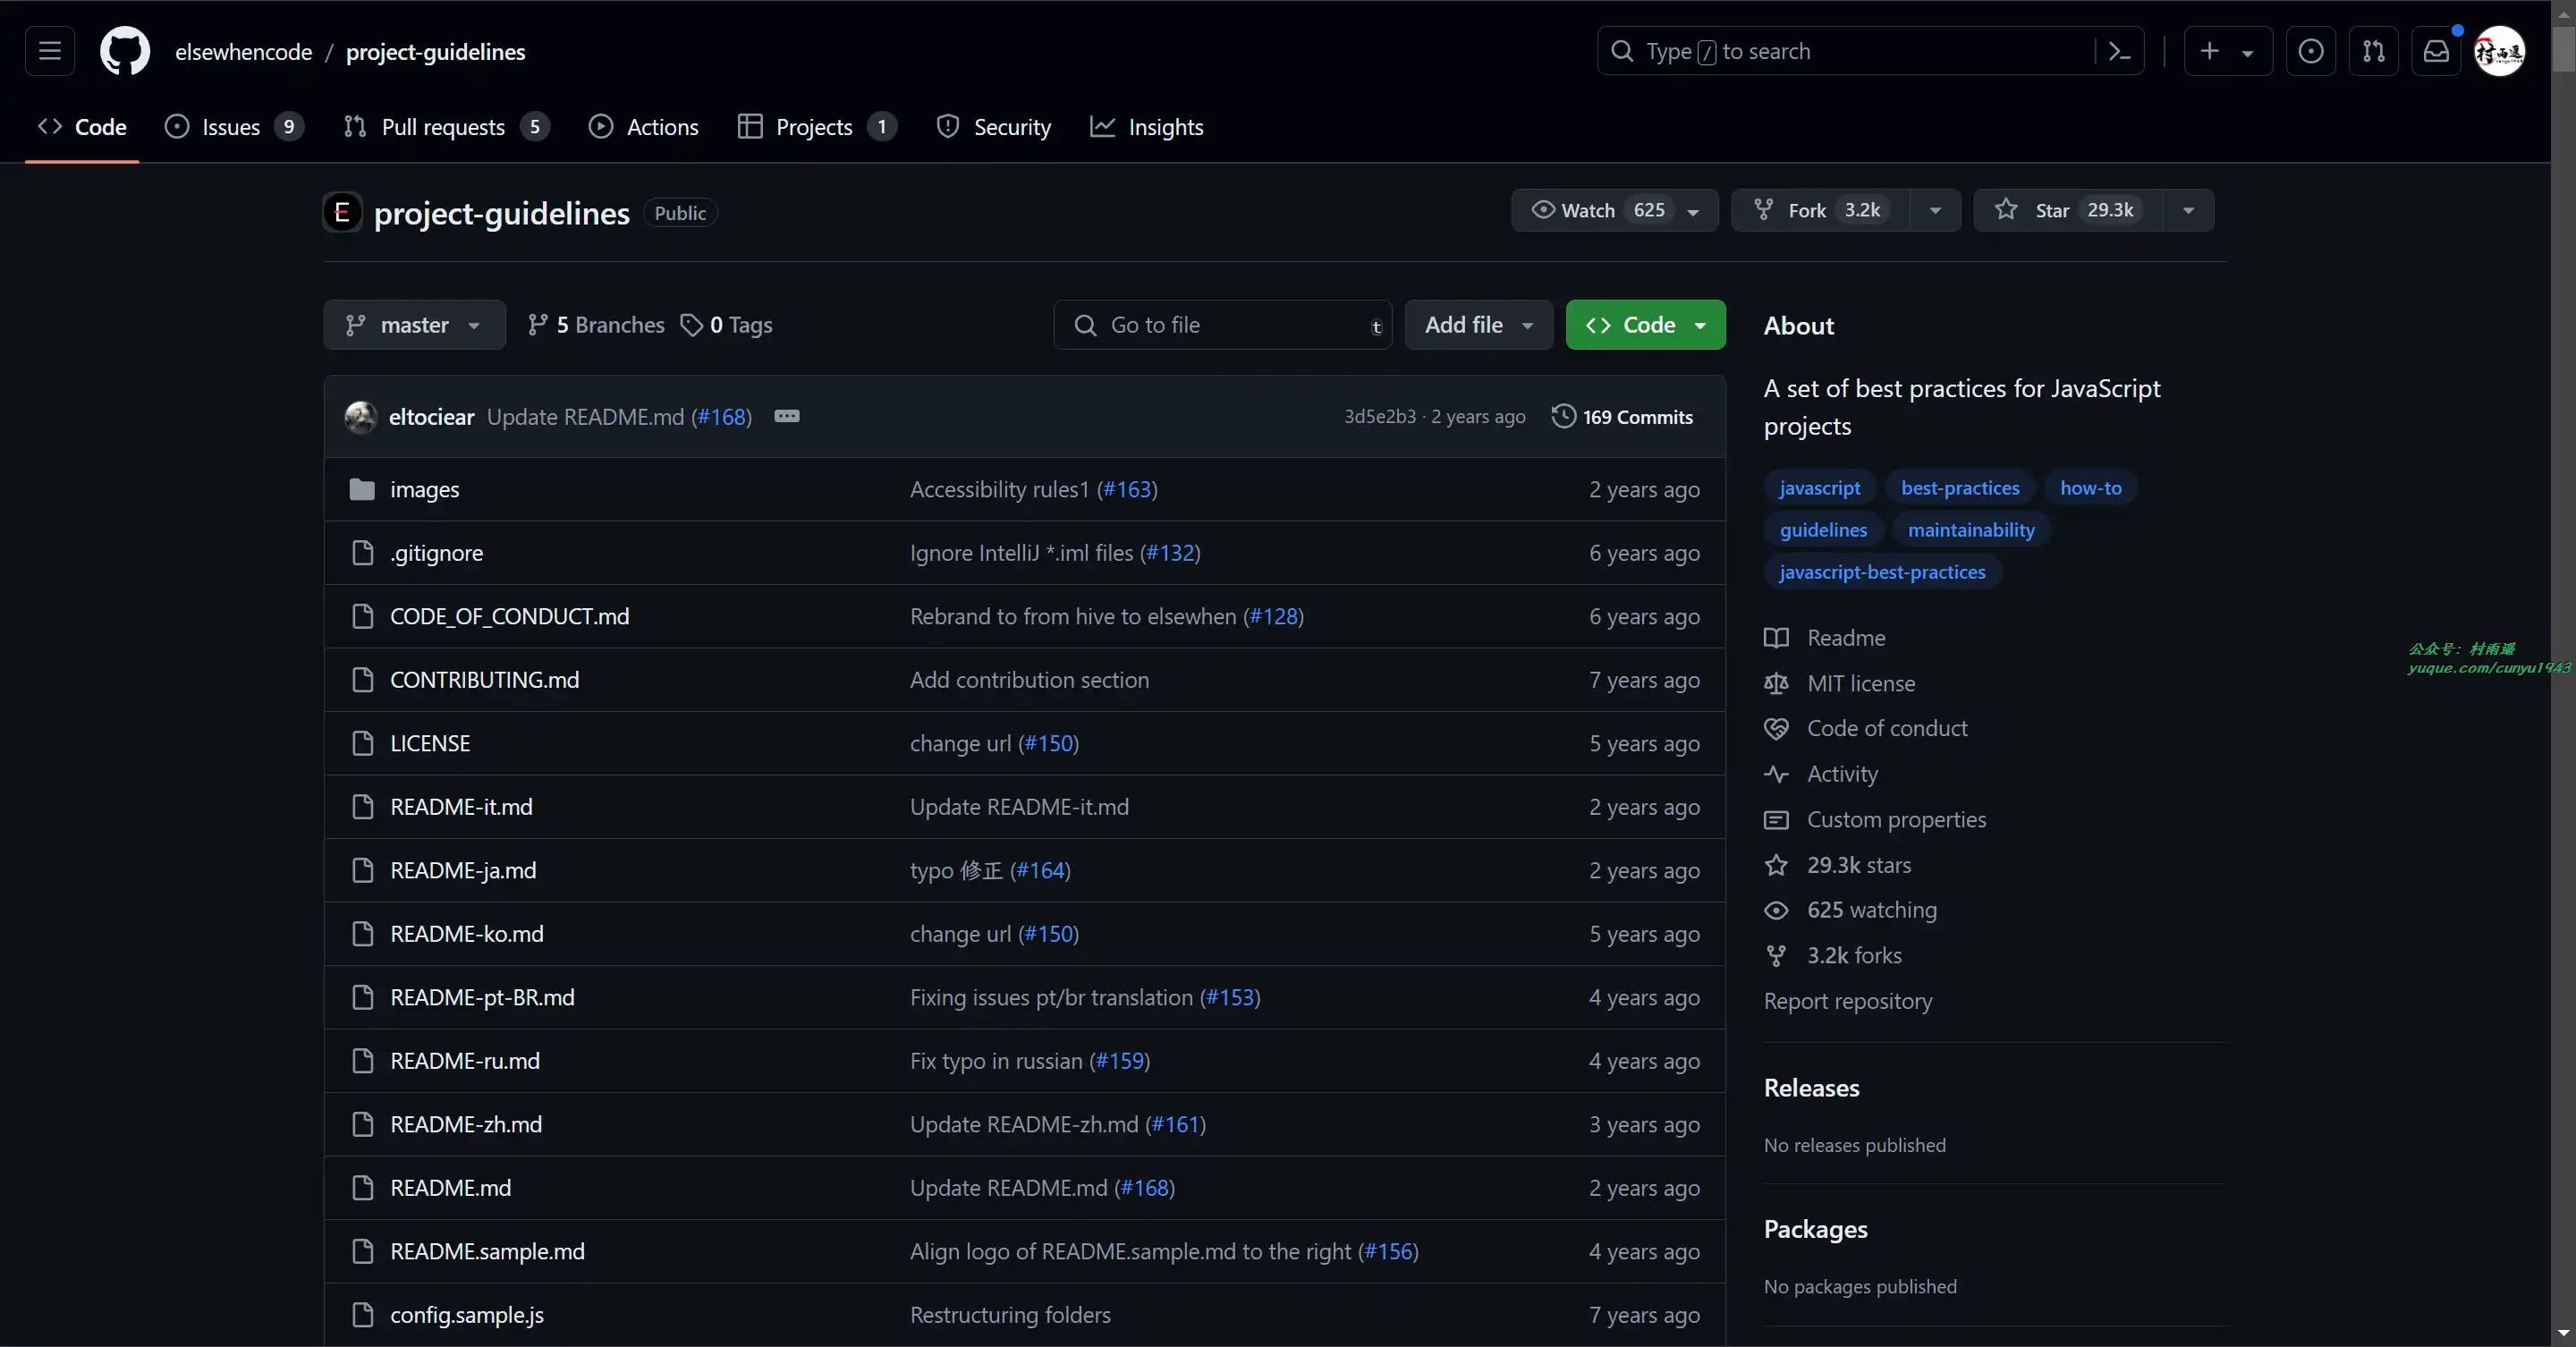 elsewhencode / project-guidelines
Type / to search
Code
Issues 9
Pull requests 5
Actions
Projects 1
Security
Insights
project-guidelines Public
Watch 625
Fork 3.2k
Star 29.3k
master
5 Branches
0 Tags
Go to file t
Add file
Code
eltociear Update README.md (#168)
3d5e2b3 · 2 years ago
169 Commits
images Accessibility rules1 (#163) 2 years ago
.gitignore Ignore IntelliJ *.iml files (#132) 6 years ago
CODE_OF_CONDUCT.md Rebrand to from hive to elsewhen (#128) 6 years ago
CONTRIBUTING.md Add contribution section 7 years ago
LICENSE change url (#150) 5 years ago
README-it.md Update README-it.md 2 years ago
README-ja.md typo 修正 (#164) 2 years ago
README-ko.md change url (#150) 5 years ago
README-pt-BR.md Fixing issues pt/br translation (#153) 4 years ago
README-ru.md Fix typo in russian (#159) 4 years ago
README-zh.md Update README-zh.md (#161) 3 years ago
README.md Update README.md (#168) 2 years ago
README.sample.md Align logo of README.sample.md to the right (#156) 4 years ago
config.sample.js Restructuring folders 7 years ago
About
A set of best practices for JavaScript
projects
javascript best-practices how-to
guidelines maintainability
javascript-best-practices
Readme
MIT license
Code of conduct
Activity
Custom properties
29.3k stars
625 watching
3.2k forks
Report repository
Releases
No releases published
Packages
No packages published
公众号：村雨遥
yuque.com/cunyu1943